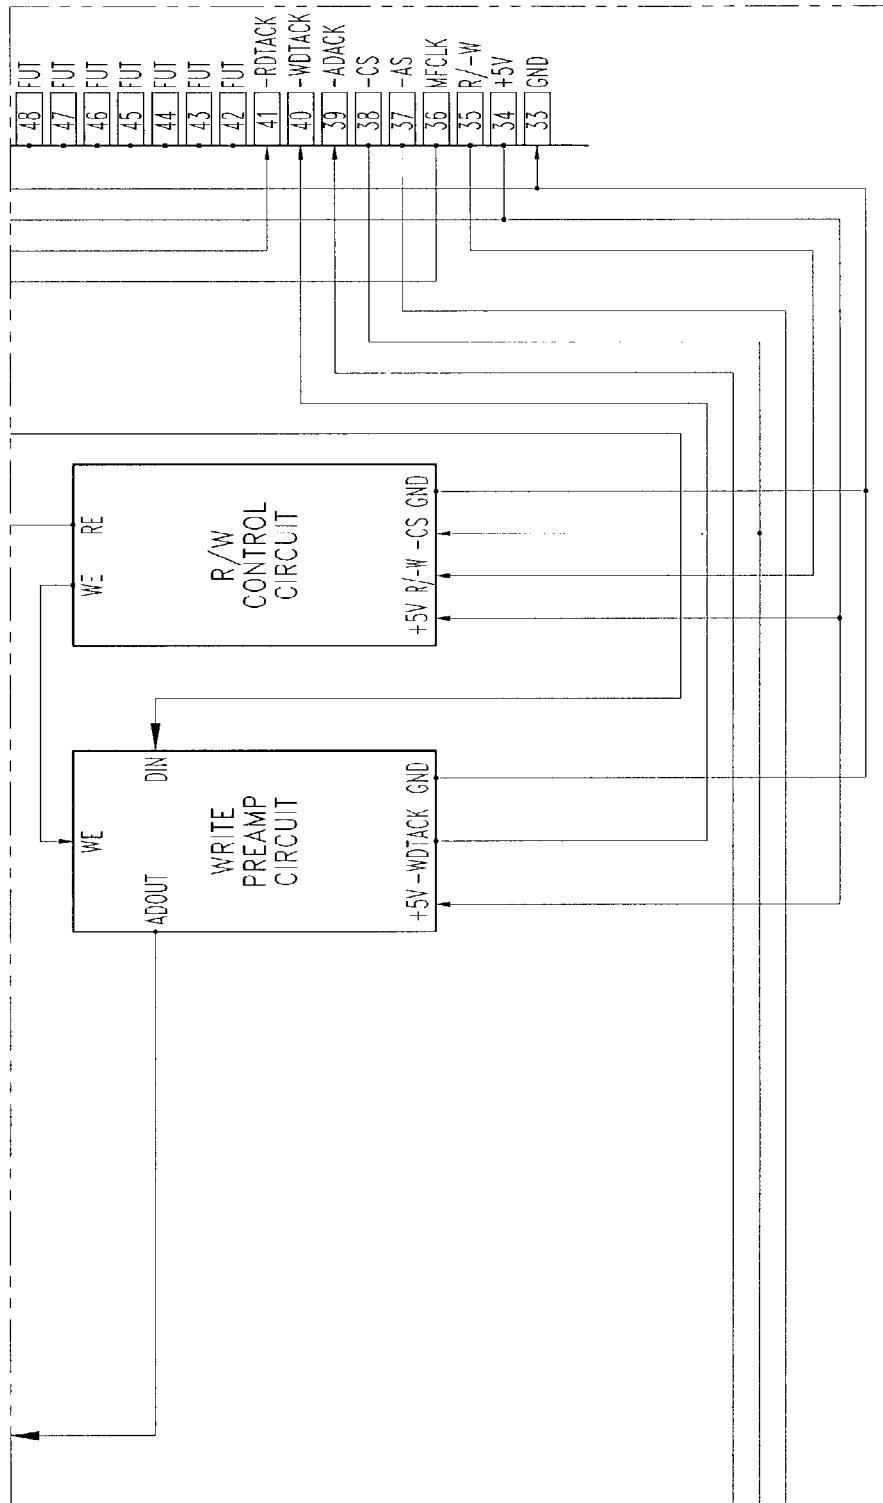 48 FUT
47 FUT
46 FUT
45 FUT
44 FUT
43 FUT
42 FUT
41 -RDTACK
40 -WDTACK
39 -ADACK
38 -CS
37 -AS
36 MFCLK
35 R/-W
34 +5V
33 GND
WE RE
R/W
CONTROL
CIRCUIT
+5V R/-W -CS GND
ADOUT WE DIN
WRITE
PREAMP
CIRCUIT
+5V -WDTACK GND